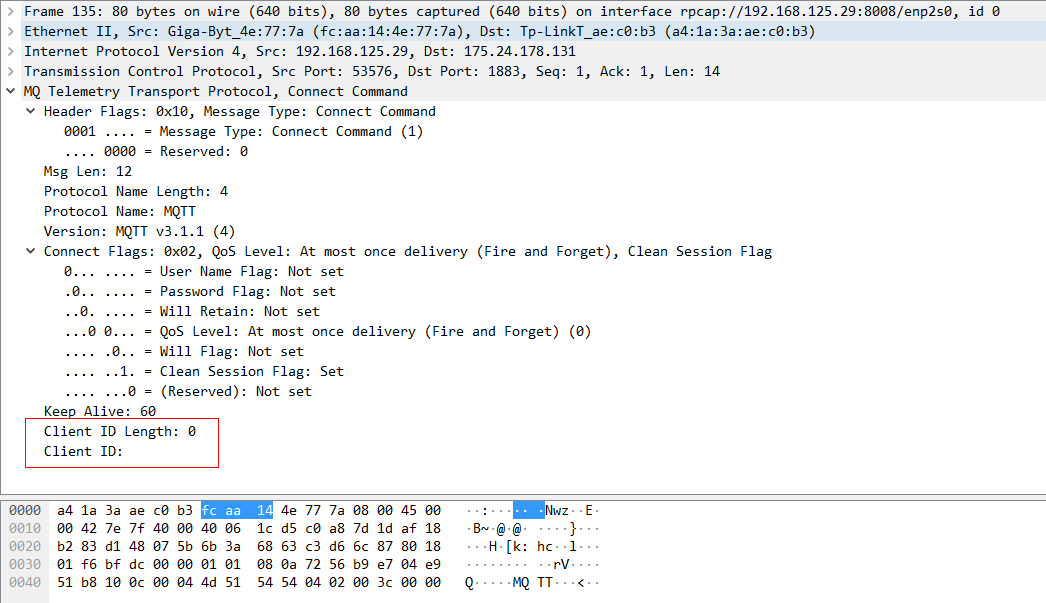 Frame 135: 80 bytes on wire (640 bits), 80 bytes captured (640 bits) on interface rpcap://192.168.125.29:8008/enp2s0, id 0
Ethernet II, Src: Giga-Byt_4e:77:7a (fc:aa:14:4e:77:7a), Dst: Tp-LinkT_ae:c0:b3 (a4:1a:3a:ae:c0:b3)
Internet Protocol Version 4, Src: 192.168.125.29, Dst: 175.24.178.131
Transmission Control Protocol, Src Port: 53576, Dst Port: 1883, Seq: 1, Ack: 1, Len: 14
MQ Telemetry Transport Protocol, Connect Command
Header Flags: 0x10, Message Type: Connect Command
0001 .... = Message Type: Connect Command (1)
.... 0000 = Reserved: 0
Msg Len: 12
Protocol Name Length: 4
Protocol Name: MQTT
Version: MQTT v3.1.1 (4)
Connect Flags: 0x02, QoS Level: At most once delivery (Fire and Forget), Clean Session Flag
0... .... = User Name Flag: Not set
.0.. .... = Password Flag: Not set
..0. .... = Will Retain: Not set
...0 0... = QoS Level: At most once delivery (Fire and Forget) (0)
.... .0.. = Will Flag: Not set
.... ..1. = Clean Session Flag: Set
.... ...0 = (Reserved): Not set
Keep Alive: 60
Client ID Length: 0
Client ID:
0000 a4 1a 3a ae c0 b3 fc aa 14 4e 77 7a 08 00 45 00 ··:····· ·Nwz··E·
0010 00 42 7e 7f 40 00 40 06 1c d5 c0 a8 7d 1d af 18 ·B~·@·@· ····}···
0020 b2 83 d1 48 07 5b 6b 3a 68 63 c3 d6 6c 87 80 18 ···H·[k: hc··l···
0030 01 f6 bf dc 00 00 01 01 08 0a 72 56 b9 e7 04 e9 ········ ··rV····
0040 51 b8 10 0c 00 04 4d 51 54 54 04 02 00 3c 00 00 Q·····MQ TT···<··